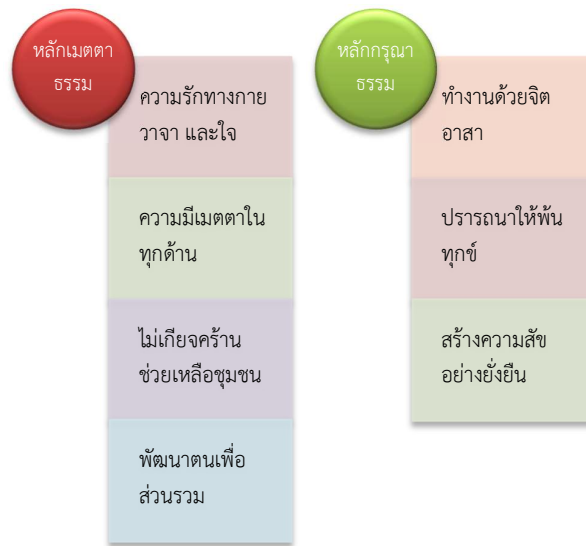 หลักเมตตา
ธรรม
ความรักทางกาย
วาจา และใจ
ความมีเมตตาใน
ทุกด้าน
ไม่เกียจคร้าน
ช่วยเหลือชุมชน
พัฒนาตนเพื่อ
ส่วนรวม
หลักกรุณา
ธรรม
ทำงานด้วยจิต
อาสา
ปรารถนาให้พ้น
ทุกข์
สร้างความสัข
อย่างยั่งยืน